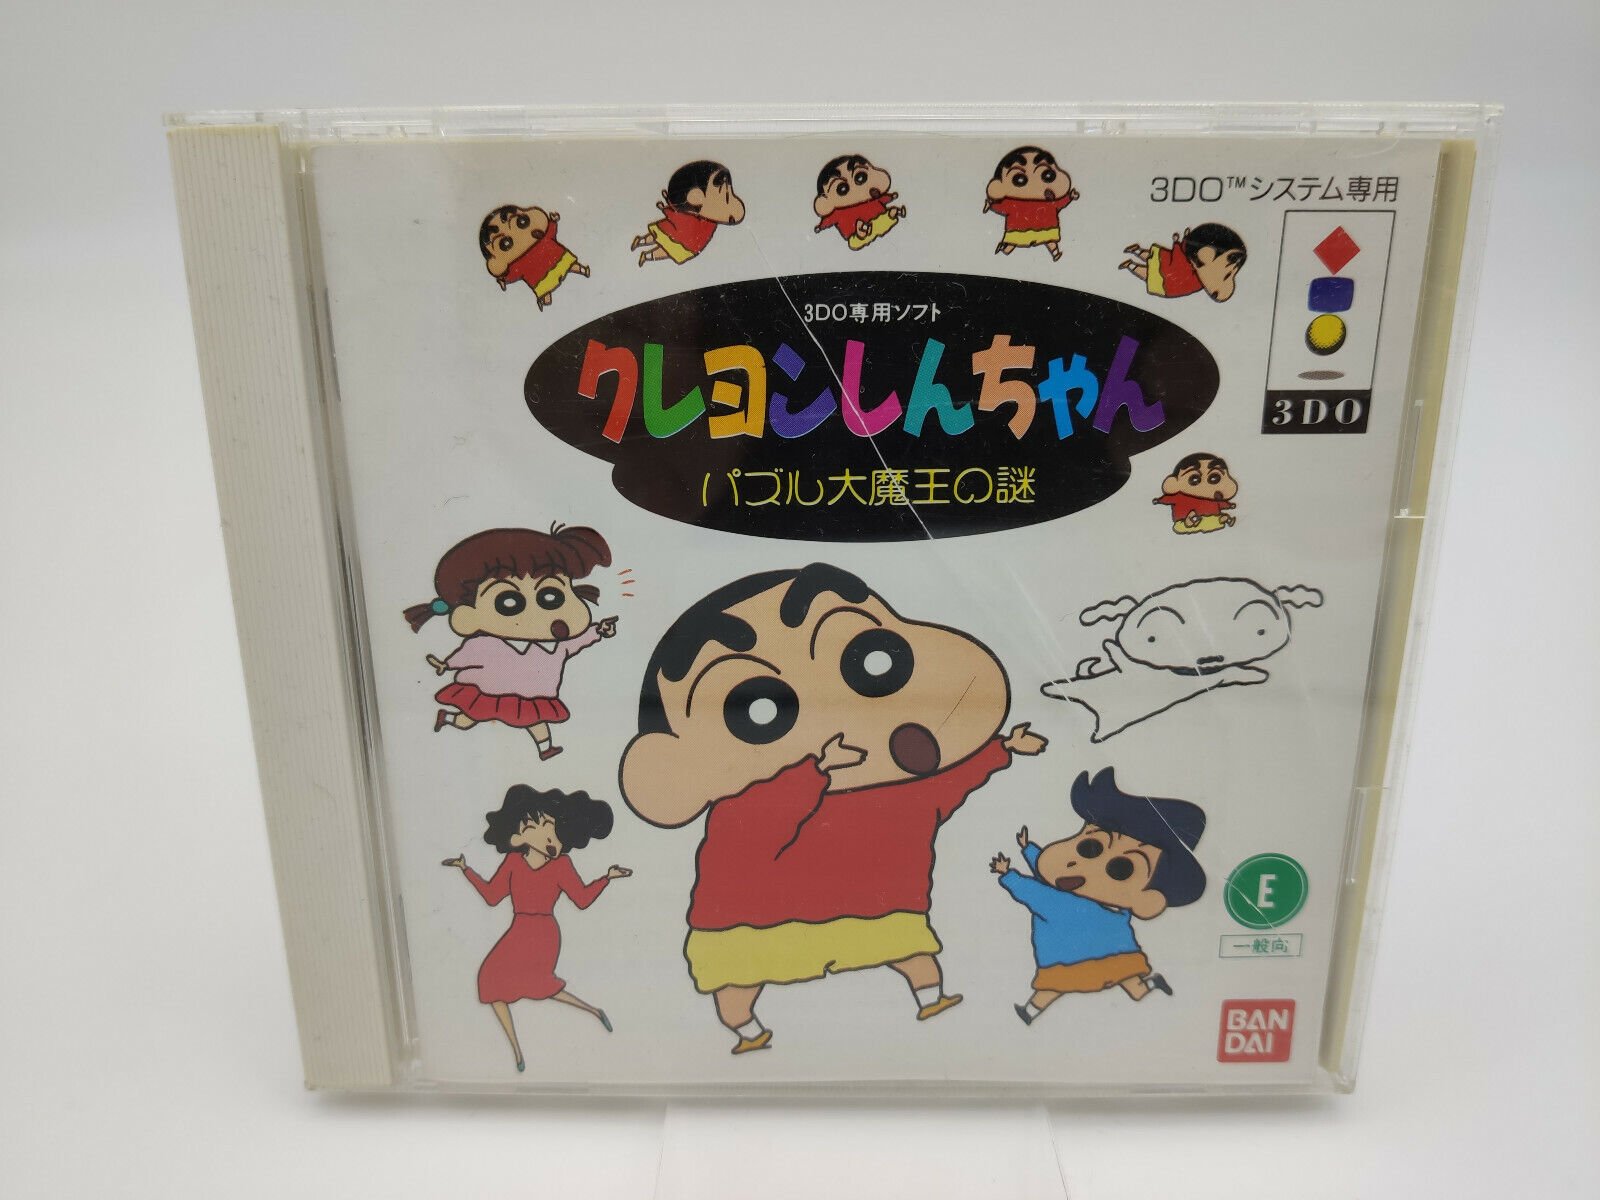 3DO™システム専用
3DO
3DO専用ソフト
クレヨンしんちゃん
パズル大魔王の謎
E
一般向
BAN
DAI